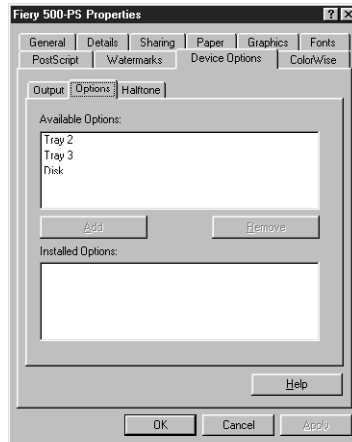 Fiery 500-PS Properties
General Details Sharing Paper Graphics Fonts
PostScript Watermarks Device Options ColorWise
Output Options Halftone
Available Options:
Tray 2
Tray 3
Disk
Add Remove
Installed Options:
Help
OK Cancel Apply